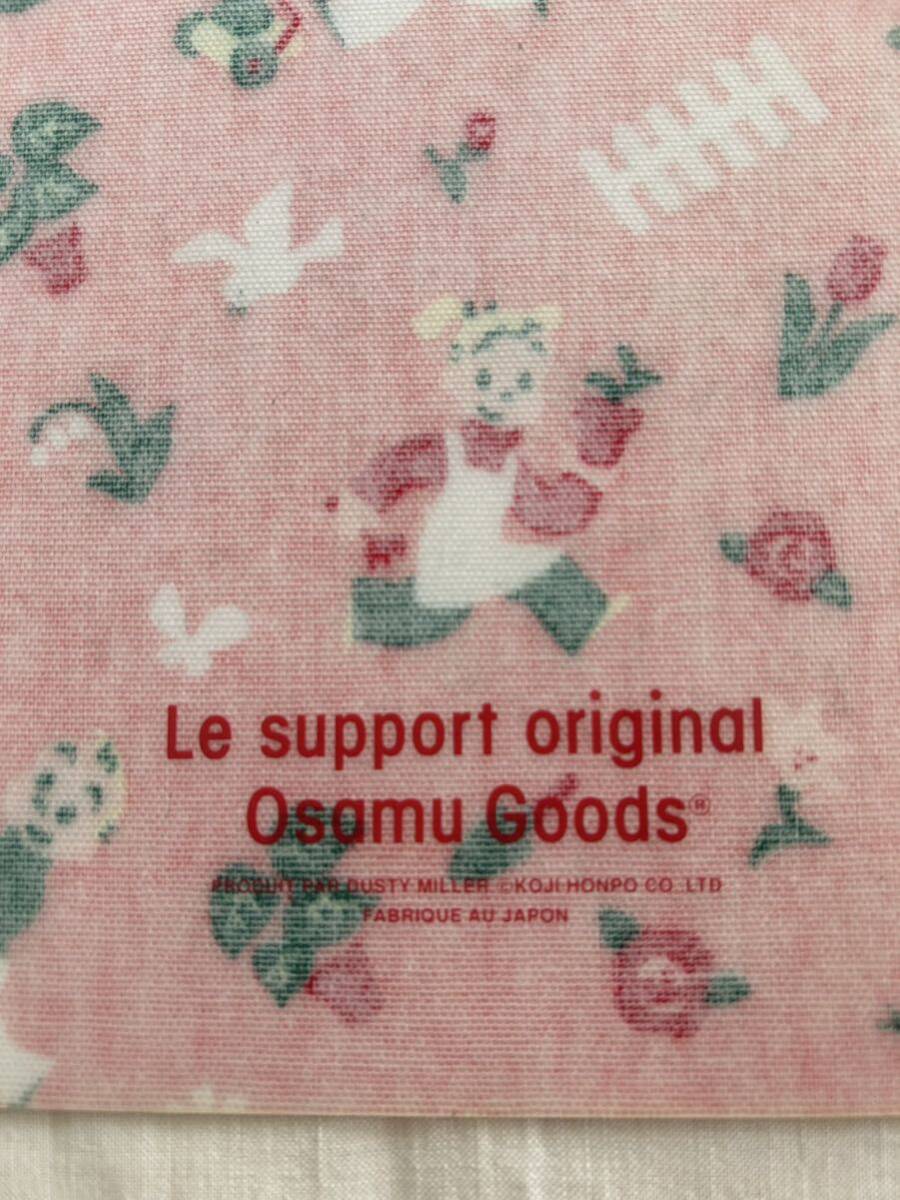 Le support original
Osamu Goods®
PRODUIT PAR DUSTY MILLER ©KOJI HONPO CO. LTD
FABRIQUE AU JAPON